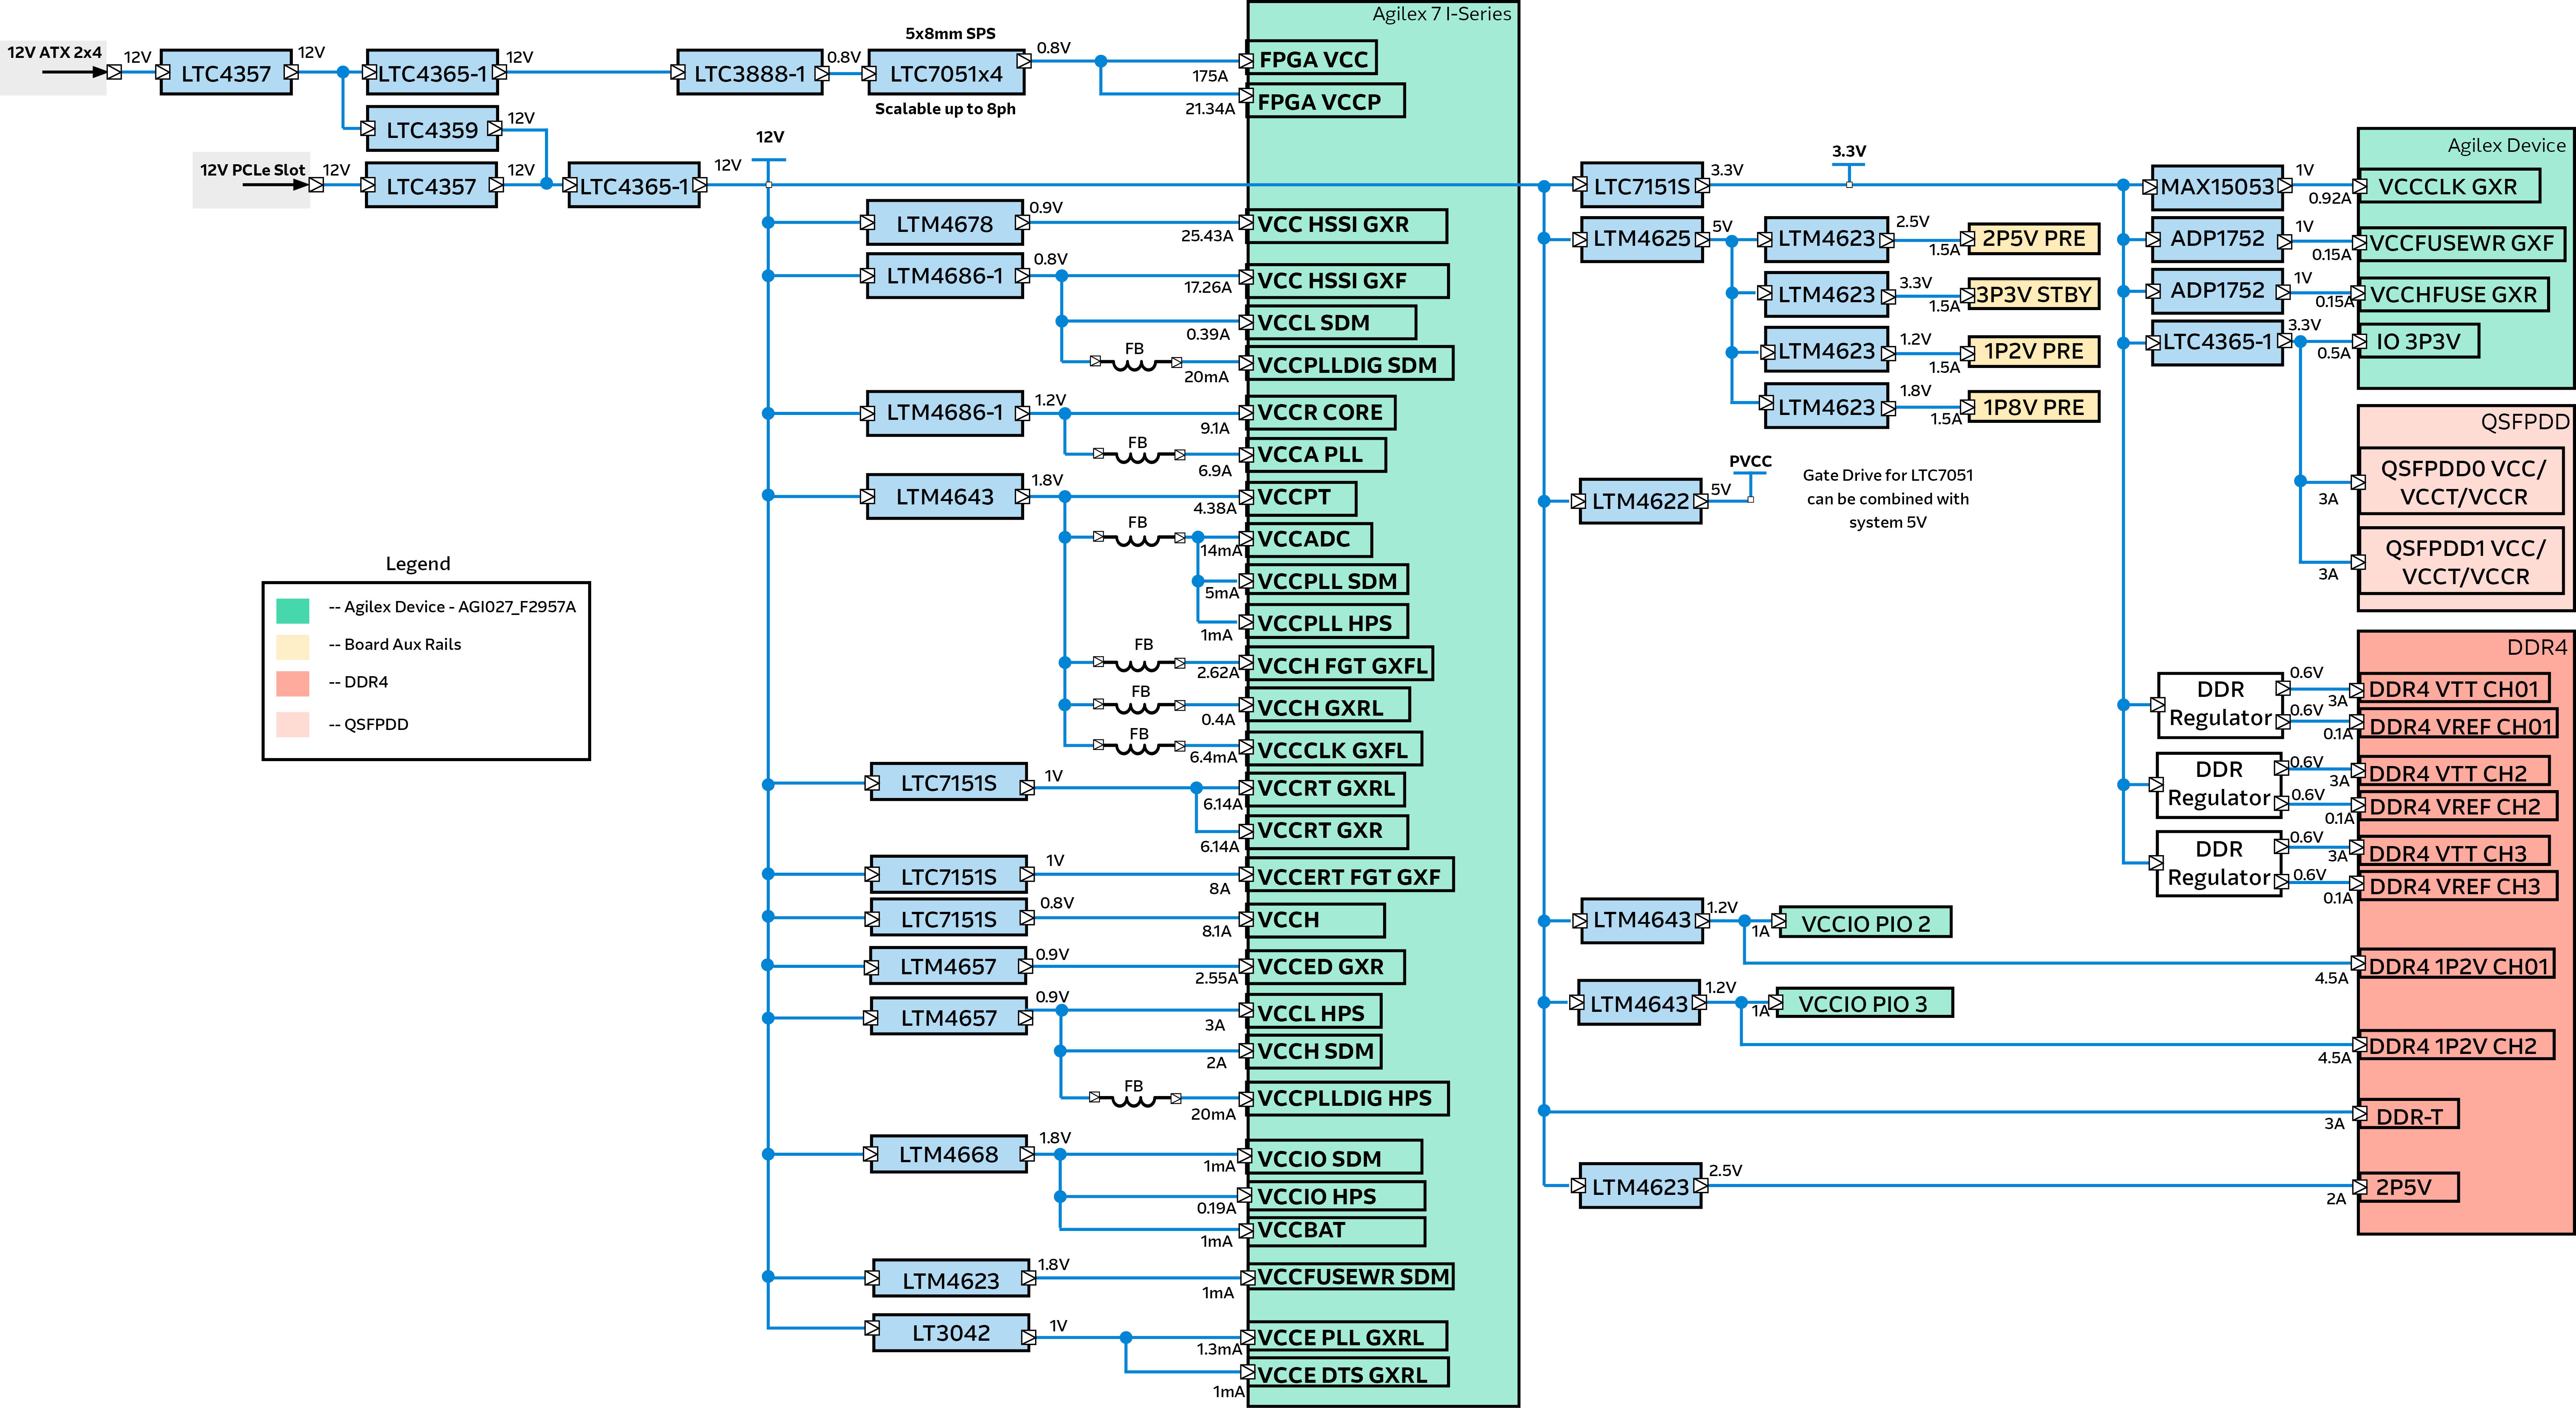 Agilex 7 I-Series
12V ATX 2x4
12V
LTC4357
12V
LTC4365-1
12V
LTC3888-1
0.8V
5x8mm SPS
LTC7051x4
Scalable up to 8ph
0.8V
175A
FPGA VCC
21.34A
FPGA VCCP
LTC4359
12V
12V PCLe Slot
12V
LTC4357
12V
LTC4365-1
12V
12V
LTM4678
0.9V
25.43A
VCC HSSI GXR
LTM4686-1
0.8V
17.26A
VCC HSSI GXF
0.39A
VCCL SDM
FB
20mA
VCCPLLDIG SDM
LTM4686-1
1.2V
9.1A
VCCR CORE
FB
6.9A
VCCA PLL
LTM4643
1.8V
4.38A
VCCPT
FB
14mA
VCCADC
5mA
VCCPLL SDM
1mA
VCCPLL HPS
FB
2.62A
VCCH FGT GXFL
FB
0.4A
VCCH GXRL
FB
6.4mA
VCCCLK GXFL
LTC7151S
1V
6.14A
VCCRT GXRL
6.14A
VCCRT GXR
LTC7151S
1V
8A
VCCERT FGT GXF
LTC7151S
0.8V
8.1A
VCCH
LTM4657
0.9V
2.55A
VCCED GXR
LTM4657
0.9V
3A
VCCL HPS
2A
VCCH SDM
FB
20mA
VCCPLLDIG HPS
LTM4668
1.8V
1mA
VCCIO SDM
0.19A
VCCIO HPS
1mA
VCCBAT
LTM4623
1.8V
1mA
VCCFUSEWR SDM
LT3042
1V
1.3mA
VCCE PLL GXRL
1mA
VCCE DTS GXRL
Legend
-- Agilex Device - AGI027_F2957A
-- Board Aux Rails
-- DDR4
-- QSFPDD
LTC7151S
3.3V
3.3V
LTM4625
5V
LTM4623
2.5V
1.5A
2P5V PRE
LTM4623
3.3V
1.5A
3P3V STBY
LTM4623
1.2V
1.5A
1P2V PRE
LTM4623
1.8V
1.5A
1P8V PRE
LTM4622
5V
PVCC
Gate Drive for LTC7051
can be combined with
system 5V
LTM4643
1.2V
1A
VCCIO PIO 2
LTM4643
1.2V
1A
VCCIO PIO 3
LTM4623
2.5V
Agilex Device
MAX15053
1V
0.92A
VCCCLK GXR
ADP1752
1V
0.15A
VCCFUSEWR GXF
ADP1752
1V
0.15A
VCCHFUSE GXR
LTC4365-1
3.3V
0.5A
IO 3P3V
QSFPDD
3A
QSFPDD0 VCC/
VCCT/VCCR
3A
QSFPDD1 VCC/
VCCT/VCCR
DDR4
DDR
Regulator
0.6V
3A
DDR4 VTT CH01
0.6V
0.1A
DDR4 VREF CH01
DDR
Regulator
0.6V
3A
DDR4 VTT CH2
0.6V
0.1A
DDR4 VREF CH2
DDR
Regulator
0.6V
3A
DDR4 VTT CH3
0.6V
0.1A
DDR4 VREF CH3
4.5A
DDR4 1P2V CH01
4.5A
DDR4 1P2V CH2
3A
DDR-T
2A
2P5V